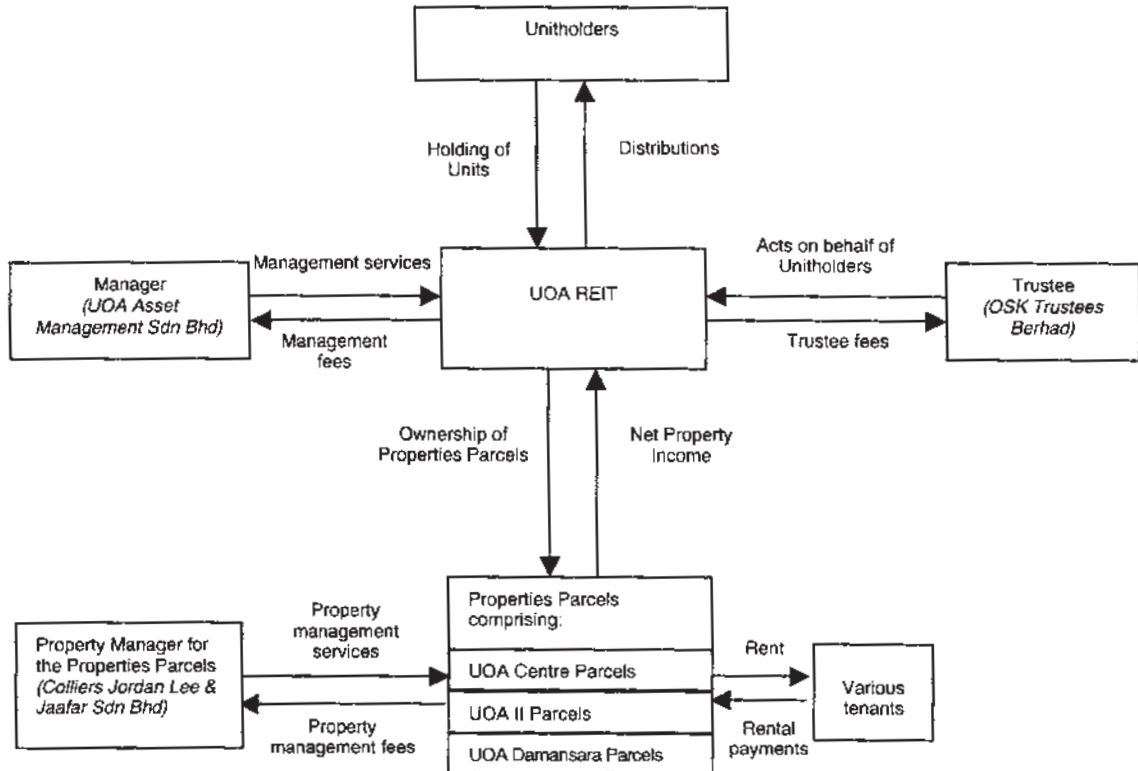 Unitholders
Holding of
Units
Distributions
Management services
Manager
(UOA Asset
Management Sdn Bhd)
Management
fees
UOA REIT
Acts on behalf of
Unitholders
Trustee
(OSK Trustees
Berhad)
Trustee fees
Ownership of
Properties Parcels
Net Property
Income
Property Manager for
the Properties Parcels
(Colliers Jordan Lee &
Jaafar Sdn Bhd)
Property
management
services
Property
management fees
Properties Parcels
comprising:
UOA Centre Parcels
UOA II Parcels
UOA Damansara Parcels
Rent
Rental
payments
Various
tenants